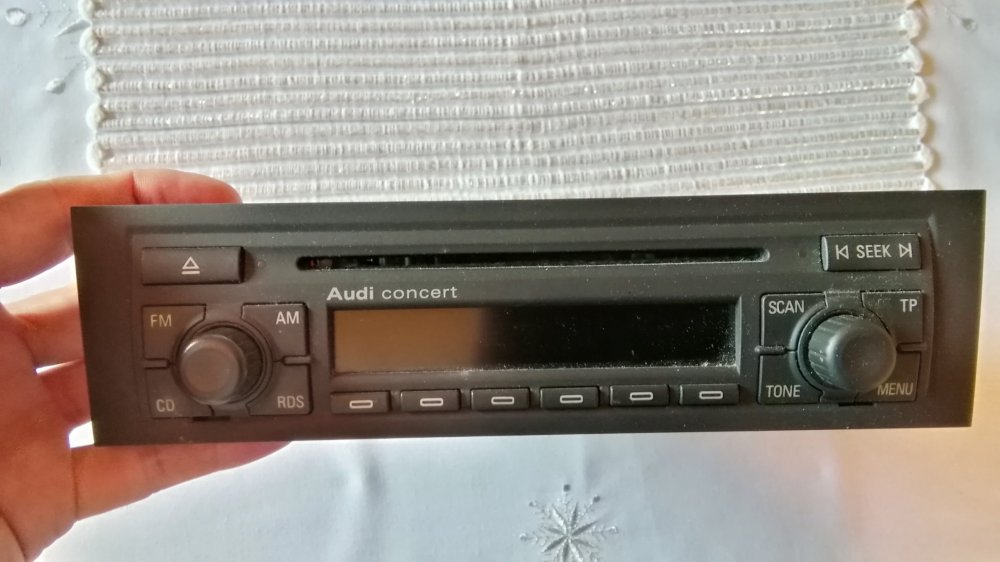 SEEK
Audi concert
FM AM
SCAN TP
CD RDS
TONE MENU